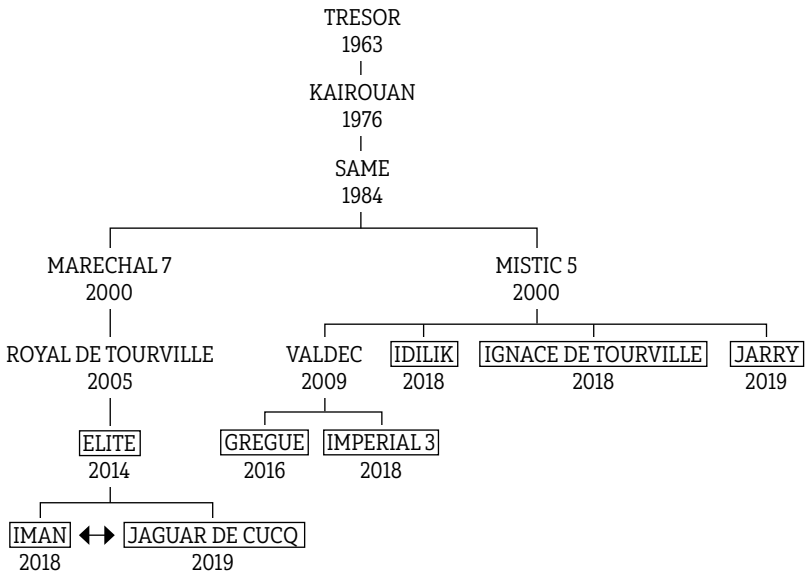 TRESOR
1963
KAIROUAN
1976
SAME
1984
MARECHAL 7 MISTIC 5
2000 2000
ROYAL DE TOURVILLE VALDEC IDILIK IGNACE DE TOURVILLE JARRY
2005 2009 2018 2018 2019
ELITE GREGUE IMPERIAL 3
2014 2016 2018
IMAN JAGUAR DE CUCQ
2018 2019